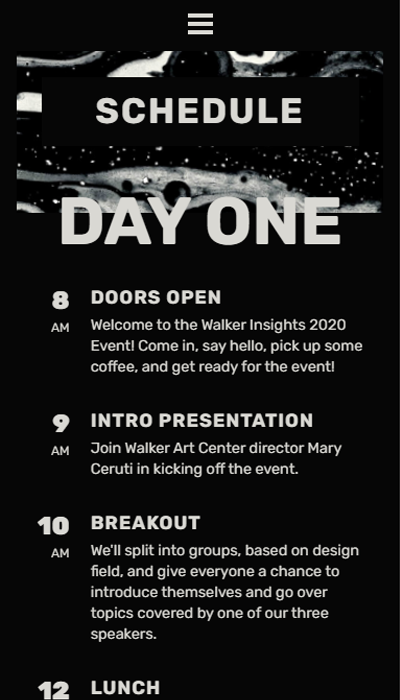 SCHEDULE
DAY ONE
8
AM
DOORS OPEN
Welcome to the Walker Insights 2020
Event! Come in, say hello, pick up some
coffee, and get ready for the event!
9
AM
INTRO PRESENTATION
Join Walker Art Center director Mary
Ceruti in kicking off the event.
10
AM
BREAKOUT
We'll split into groups, based on design
field, and give everyone a chance to
introduce themselves and go over
topics covered by one of our three
speakers.
12
LUNCH